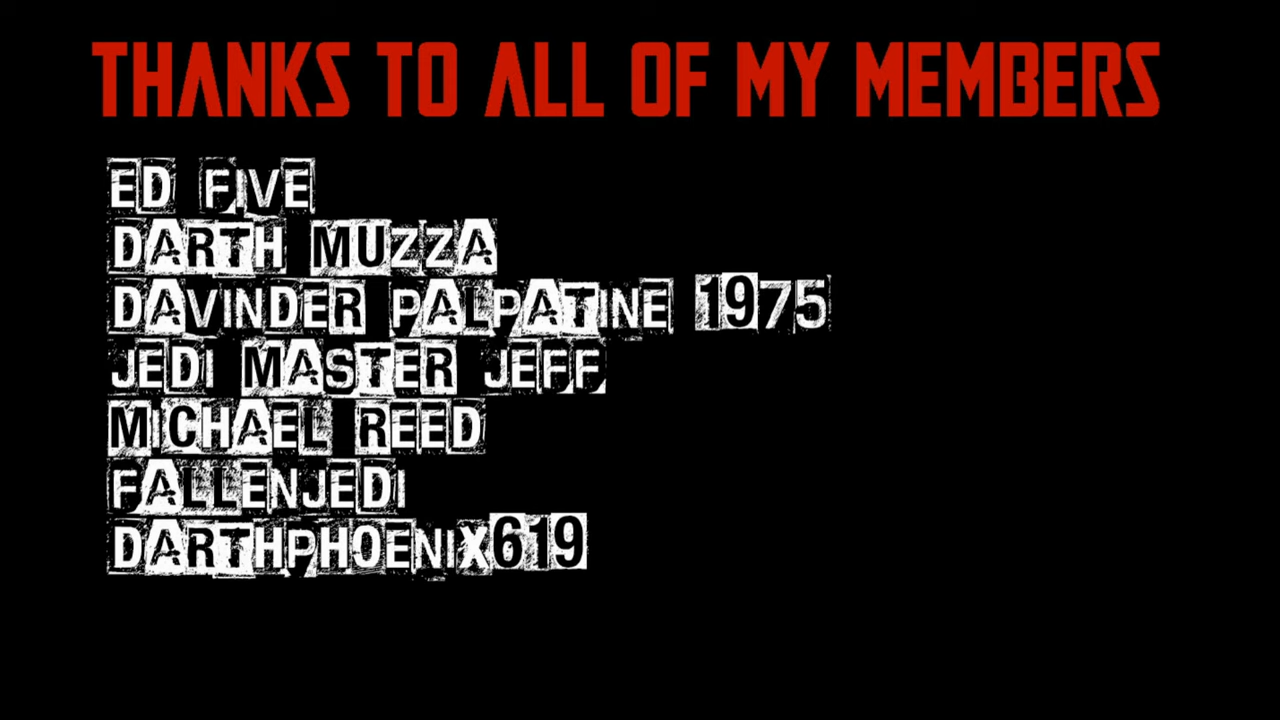 THANKS TO ALL OF MY MEMBERS
ED FIVE
DARTH MUZZA
DAVINDER PALPATINE 1975
JEDI MASTER JEFF
MICHAEL REED
FALLENJEDI
DARTHPHOENIX619